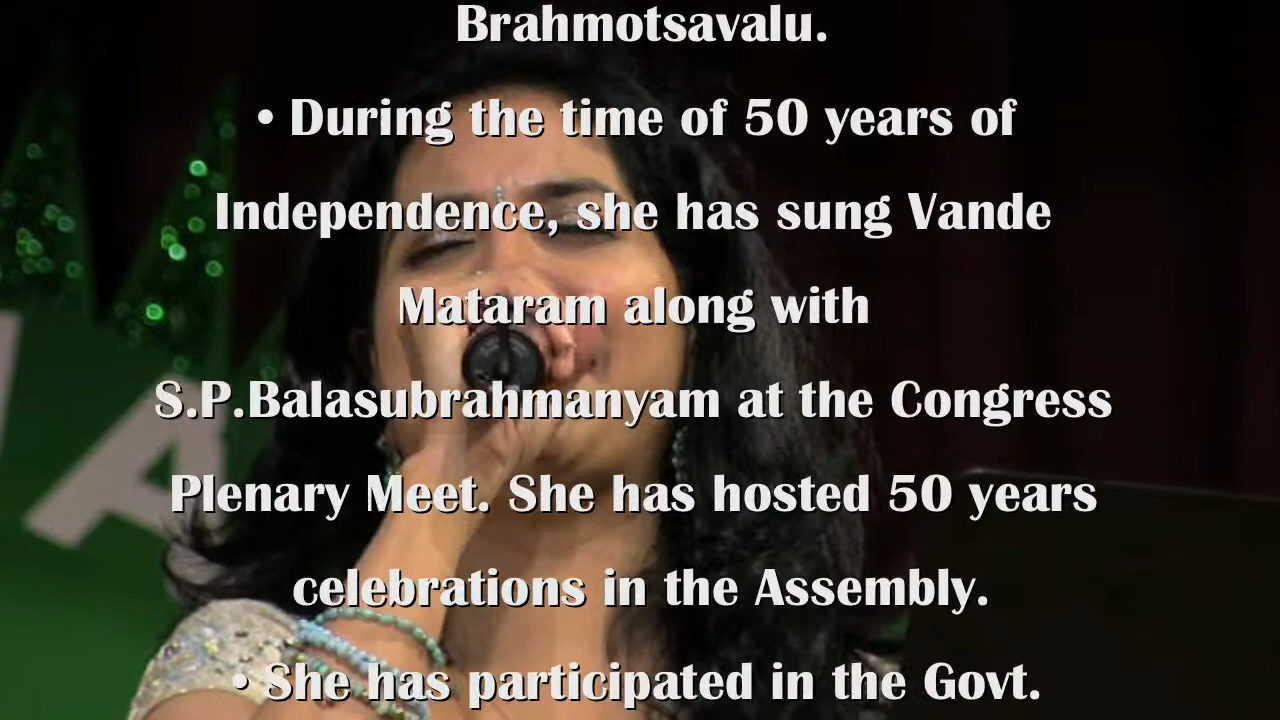 Brahmotsavalu.
• During the time of 50 years of
Independence, she has sung Vande
Mataram along with
S.P.Balasubrahmanyam at the Congress
Plenary Meet. She has hosted 50 years
celebrations in the Assembly.
• She has participated in the Govt.